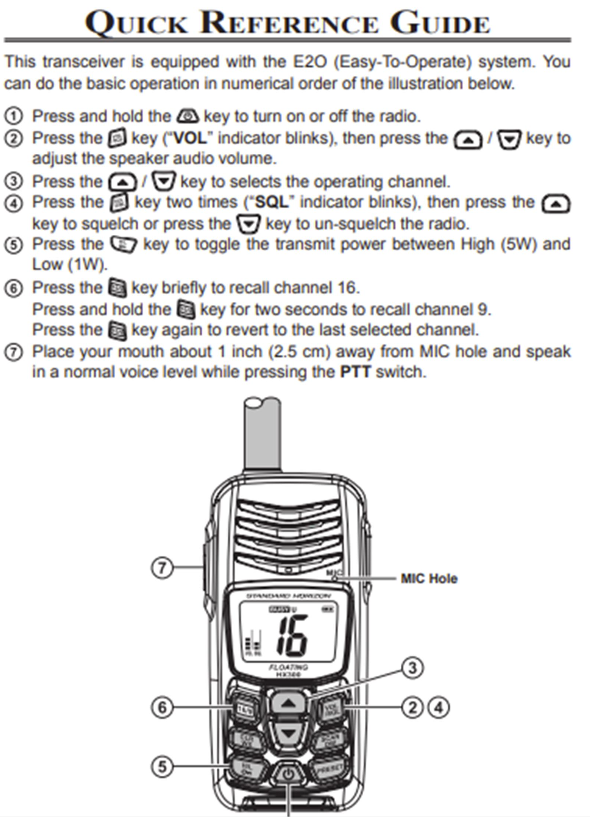 QUICK REFERENCE GUIDE
This transceiver is equipped with the E2O (Easy-To-Operate) system. You
can do the basic operation in numerical order of the illustration below.
① Press and hold the key to turn on or off the radio.
② Press the key (“VOL” indicator blinks), then press the / key to
adjust the speaker audio volume.
③ Press the / key to selects the operating channel.
④ Press the key two times (“SQL” indicator blinks), then press the
key to squelch or press the key to un-squelch the radio.
⑤ Press the key to toggle the transmit power between High (5W) and
Low (1W).
⑥ Press the key briefly to recall channel 16.
Press and hold the key for two seconds to recall channel 9.
Press the key again to revert to the last selected channel.
⑦ Place your mouth about 1 inch (2.5 cm) away from MIC hole and speak
in a normal voice level while pressing the PTT switch.
⑦
MIC
MIC Hole
STANDARD HORIZON
BUSY U
16
FLOATING
HX300
③
⑥
16/9
VOL
SQL
② ④
SCAN
⑤
PRESET